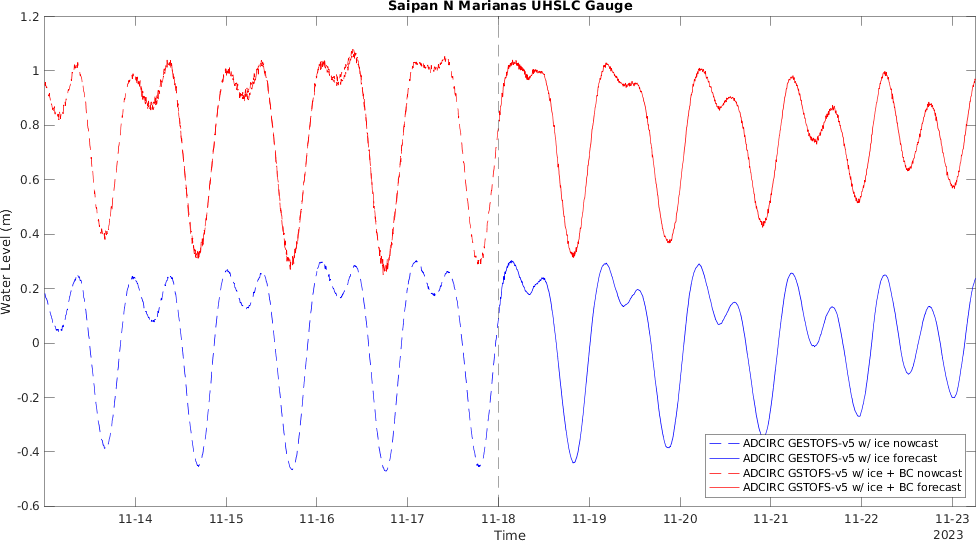 Saipan N Marianas UHSLC Gauge
1.2
1
0.8
0.6
0.4
0.2
0
-0.2
-0.4
-0.6
Water Level (m)
ADCIRC GESTOFS-v5 w/ ice nowcast
ADCIRC GESTOFS-v5 w/ ice forecast
ADCIRC GSTOFS-v5 w/ ice + BC nowcast
ADCIRC GSTOFS-v5 w/ ice + BC forecast
11-14 11-15 11-16 11-17 11-18 11-19 11-20 11-21 11-22 11-23
Time 2023